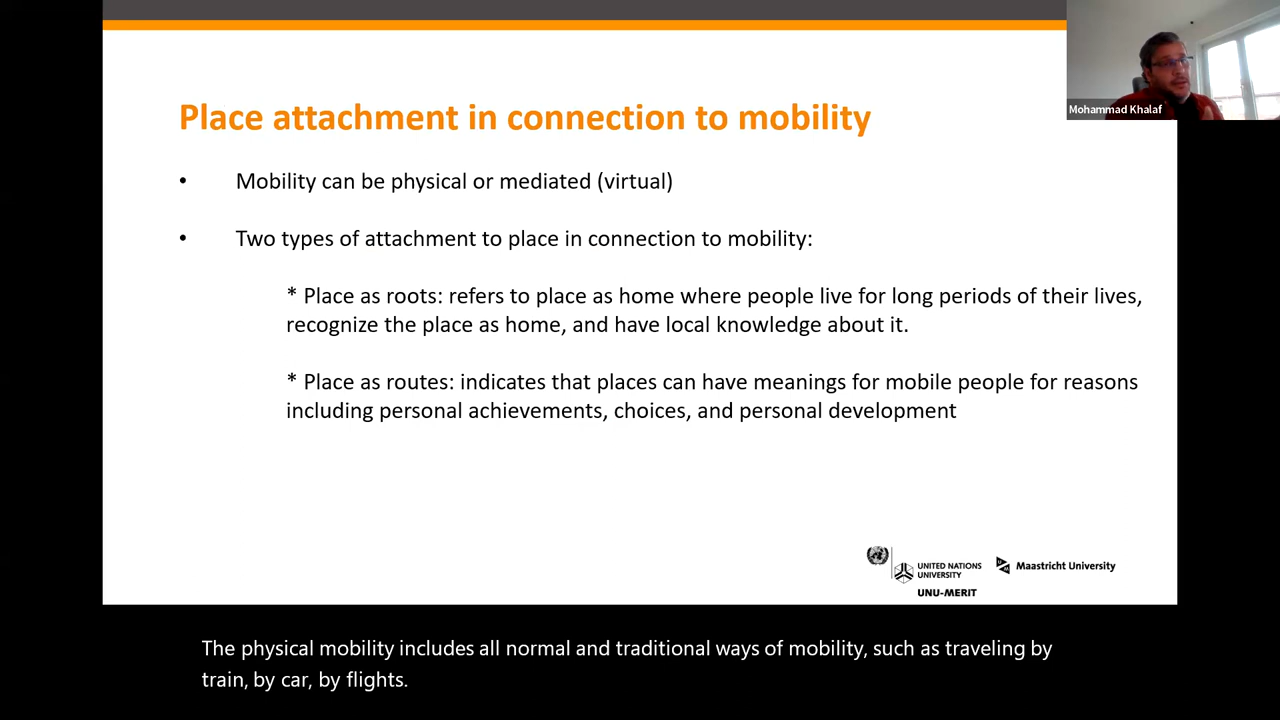 Mohammad Khalaf
Place attachment in connection to mobility
• Mobility can be physical or mediated (virtual)
• Two types of attachment to place in connection to mobility:
* Place as roots: refers to place as home where people live for long periods of their lives,
recognize the place as home, and have local knowledge about it.
* Place as routes: indicates that places can have meanings for mobile people for reasons
including personal achievements, choices, and personal development
UNITED NATIONS
UNIVERSITY
UNU-MERIT
Maastricht University
The physical mobility includes all normal and traditional ways of mobility, such as traveling by
train, by car, by flights.